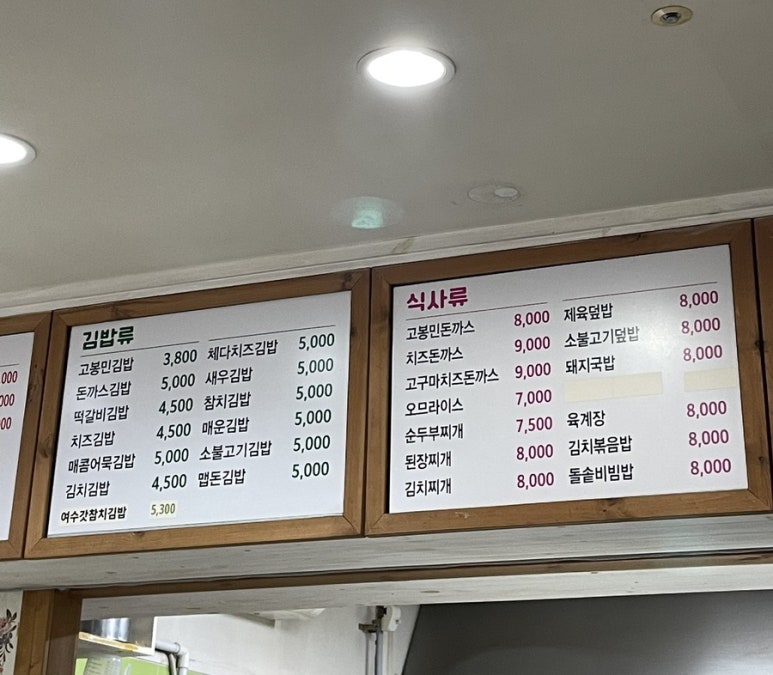 ,000
000
00
김밥류
고봉민김밥 3,800
돈까스김밥 5,000
떡갈비김밥 4,500
치즈김밥 4,500
매콤어묵김밥 5,000
김치김밥 4,500
여수갓참치김밥 5,300
체다치즈김밥 5,000
새우김밥 5,000
참치김밥 5,000
매운김밥 5,000
소불고기김밥 5,000
맵돈김밥 5,000
식사류
고봉민돈까스 8,000
치즈돈까스 9,000
고구마치즈돈까스 9,000
오므라이스 7,000
순두부찌개 7,500
된장찌개 8,000
김치찌개 8,000
제육덮밥 8,000
소불고기덮밥 8,000
돼지국밥 8,000
육계장 8,000
김치볶음밥 8,000
돌솥비빔밥 8,000